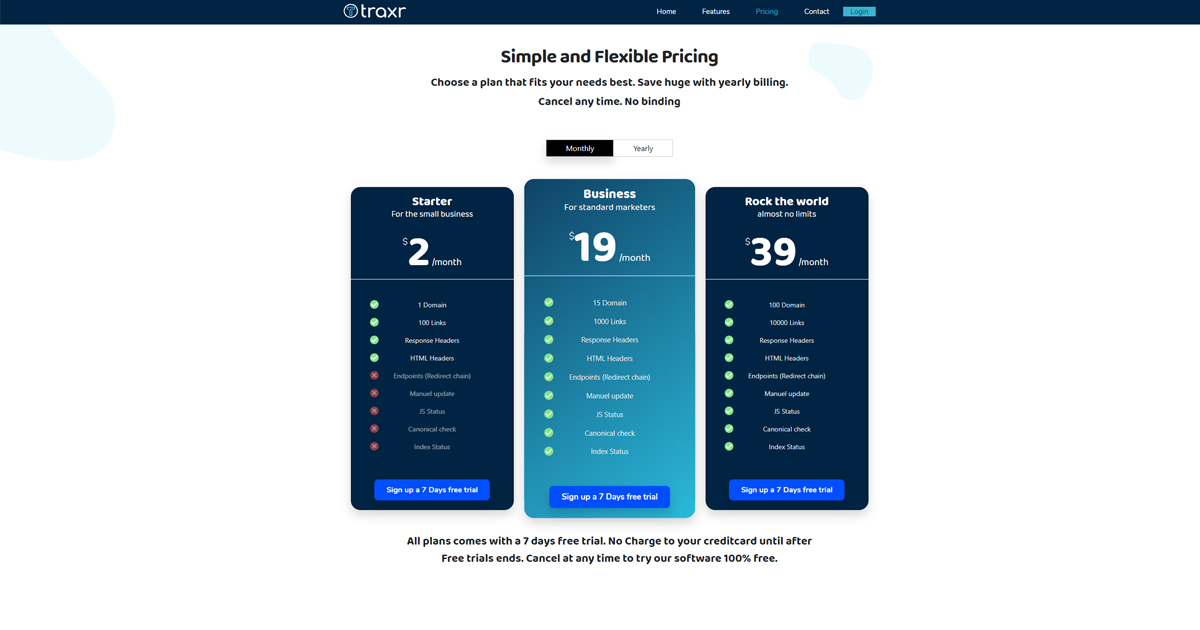 traxr
Home Features Pricing Contact Login
Simple and Flexible Pricing
Choose a plan that fits your needs best. Save huge with yearly billing.
Cancel any time. No binding
Monthly Yearly
Starter
For the small business
$2 /month
1 Domain
100 Links
Response Headers
HTML Headers
Endpoints (Redirect chain)
Manuel update
JS Status
Canonical check
Index Status
Sign up a 7 Days free trial
Business
For standard marketers
$19 /month
15 Domain
1000 Links
Response Headers
HTML Headers
Endpoints (Redirect chain)
Manuel update
JS Status
Canonical check
Index Status
Sign up a 7 Days free trial
Rock the world
almost no limits
$39 /month
100 Domain
10000 Links
Response Headers
HTML Headers
Endpoints (Redirect chain)
Manuel update
JS Status
Canonical check
Index Status
Sign up a 7 Days free trial
All plans comes with a 7 days free trial. No Charge to your creditcard until after
Free trials ends. Cancel at any time to try our software 100% free.